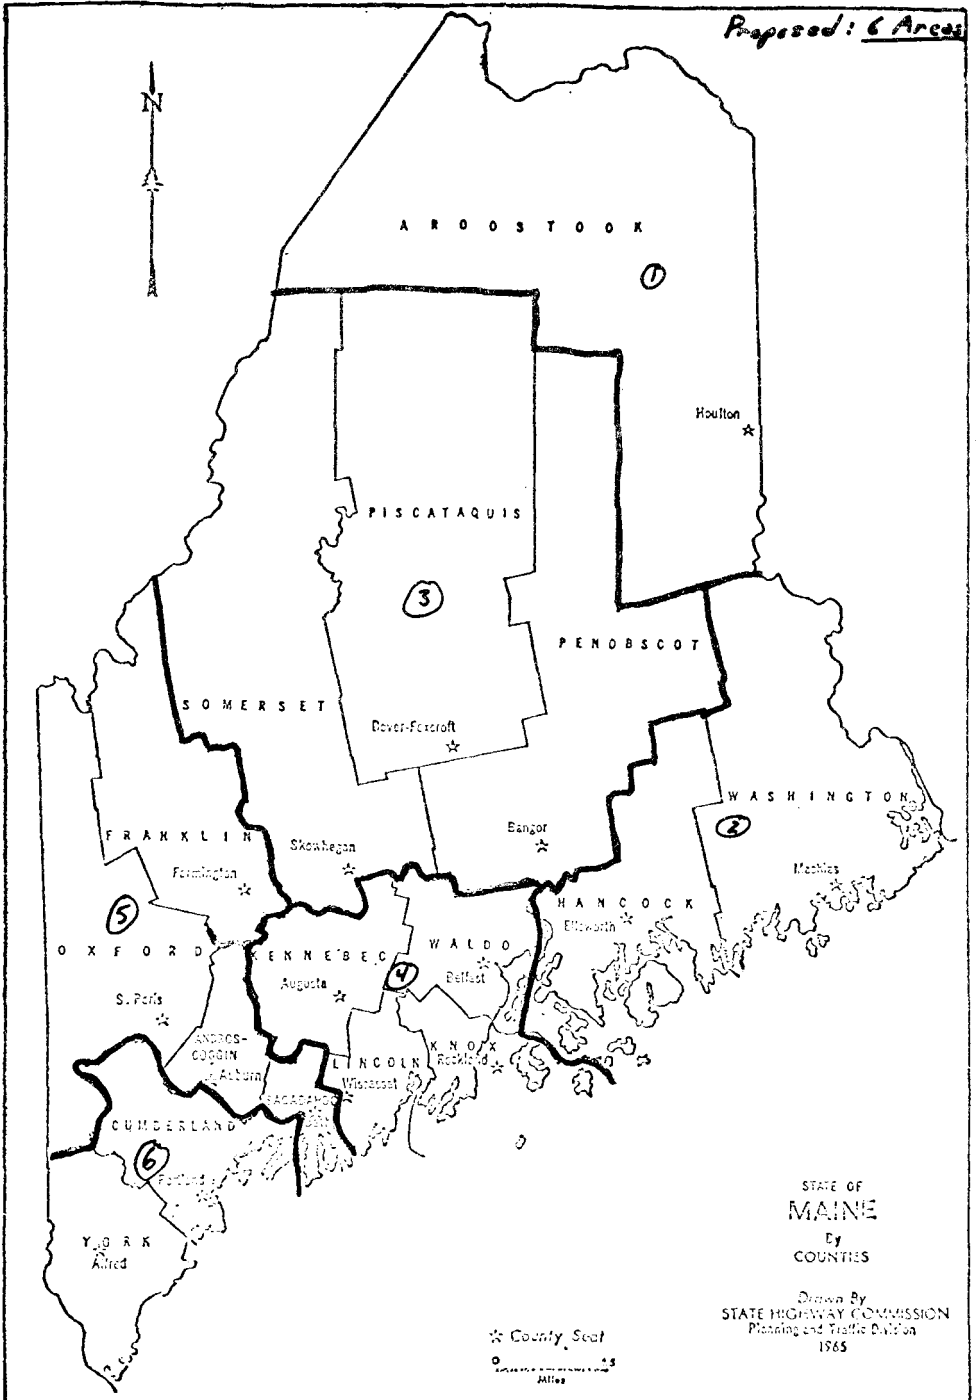 Proposed: 6 Areas
N
AROOSTOOK
1
Houlton
PISCATAQUIS
3
PENOBSCOT
SOMERSET
Dover-Foxcroft
WASHINGTON
2
FRANKLIN
Bangor
Skowhegan
Farmington
Machias
HANCOCK
Ellsworth
5
OXFORD
KENNEBEC
WALDO
4
Belfast
Augusta
S. Paris
ANDROS-
COGGIN
Auburn
KNOX
Rockland
LINCOLN
Wiscasset
SAGADAHOC
CUMBERLAND
6
Portland
YORK
Alfred
STATE OF
MAINE
By
COUNTIES
Drawn By
STATE HIGHWAY COMMISSION
Planning and Traffic Division
1965
County Seat
0 15
Miles